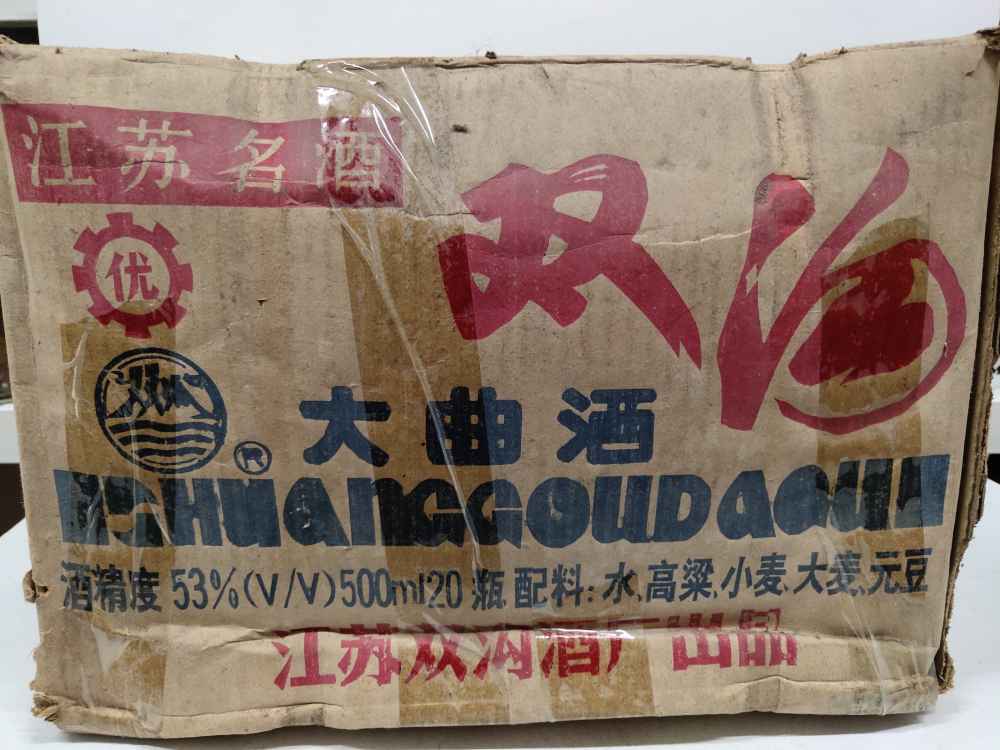 江苏名酒
优
双沟
大曲酒
R
SHUANGGOUDAQU
酒精度 53%(V/V)500ml20 瓶 配料:水、高粱、小麦、大麦、元豆
江苏双沟酒厂出品